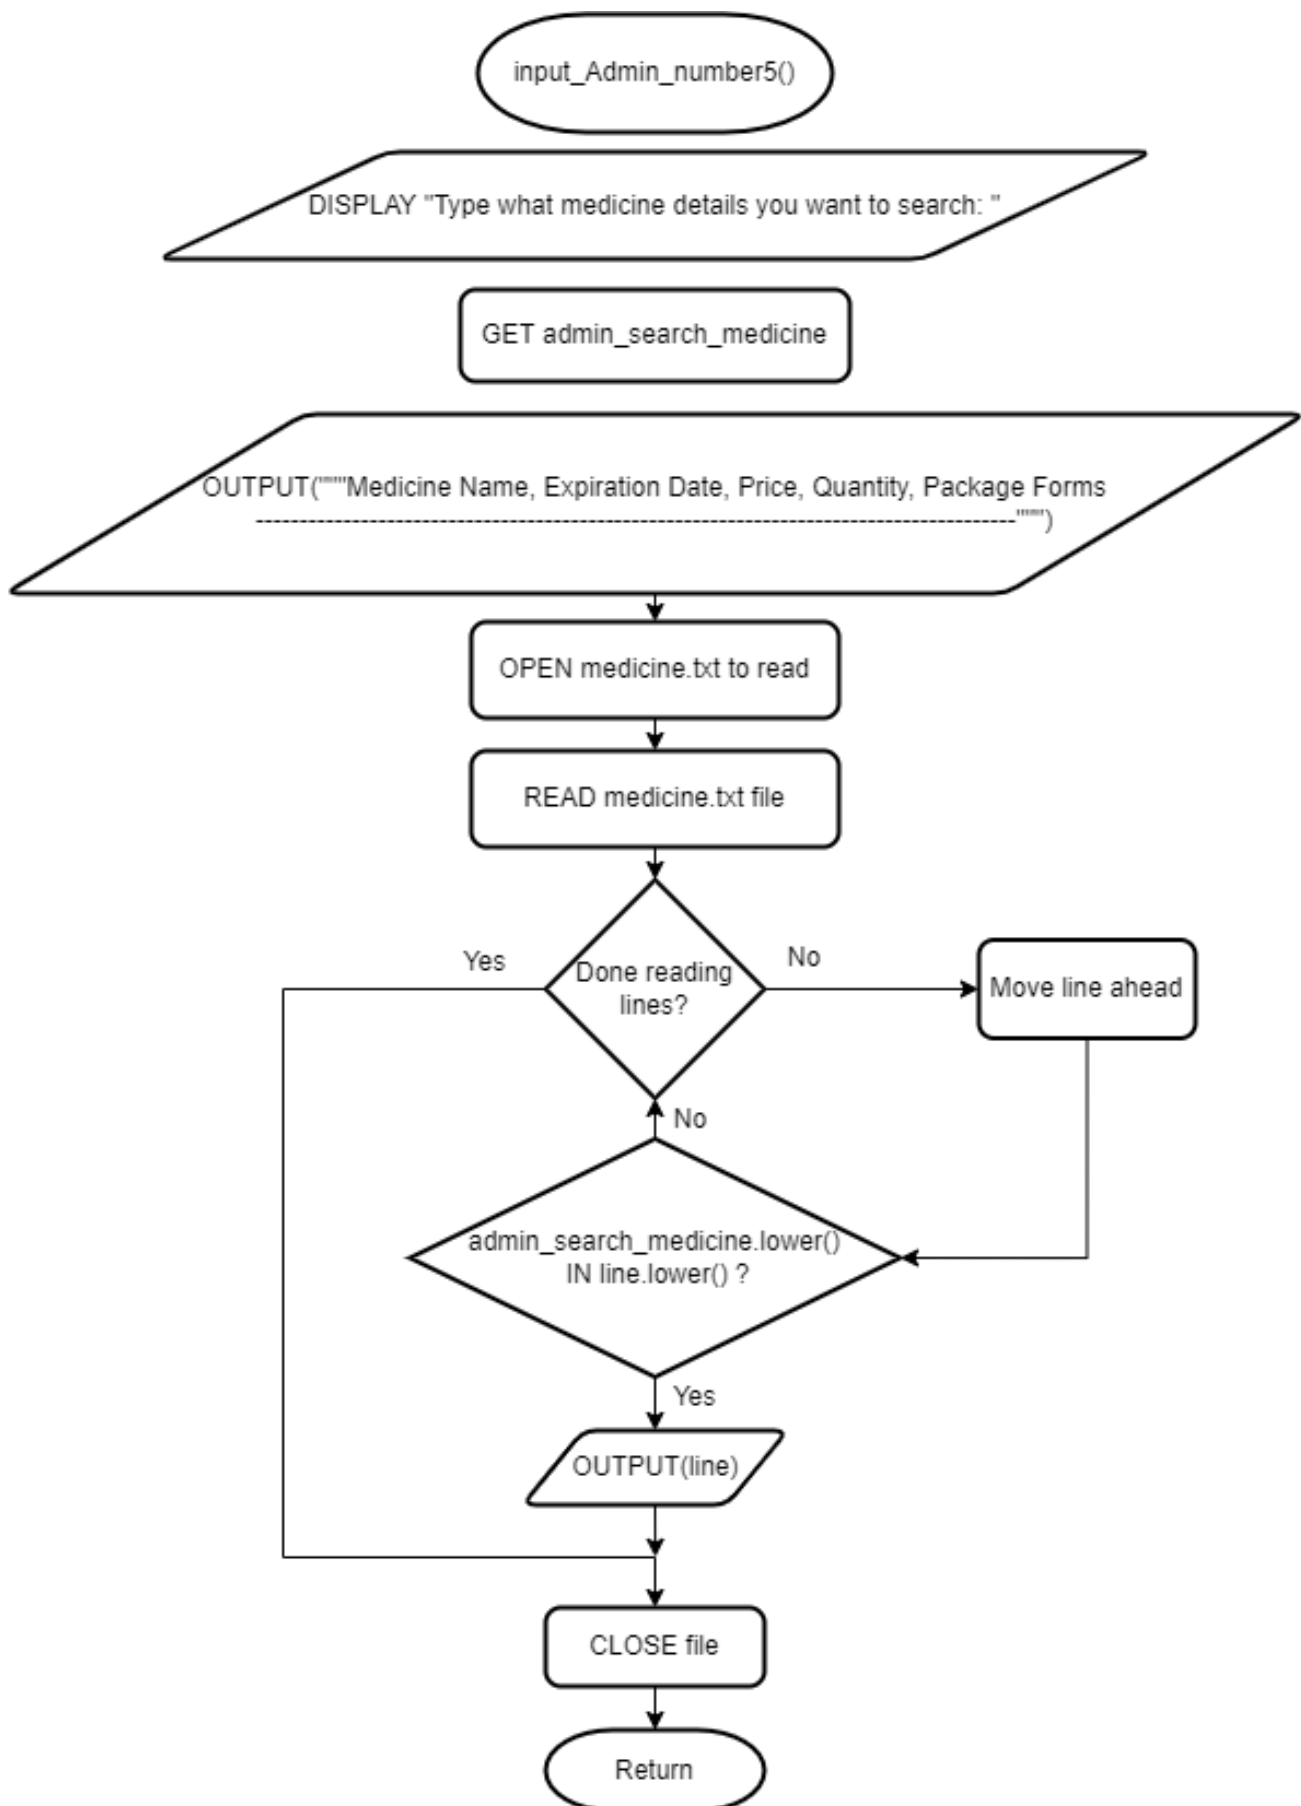 input_Admin_number5()
DISPLAY "Type what medicine details you want to search: "
GET admin_search_medicine
OUTPUT("""Medicine Name, Expiration Date, Price, Quantity, Package Forms
------------------------------------------------------------------------------------------""")
OPEN medicine.txt to read
READ medicine.txt file
Yes
Done reading
lines?
No
Move line ahead
No
admin_search_medicine.lower()
IN line.lower() ?
Yes
OUTPUT(line)
CLOSE file
Return